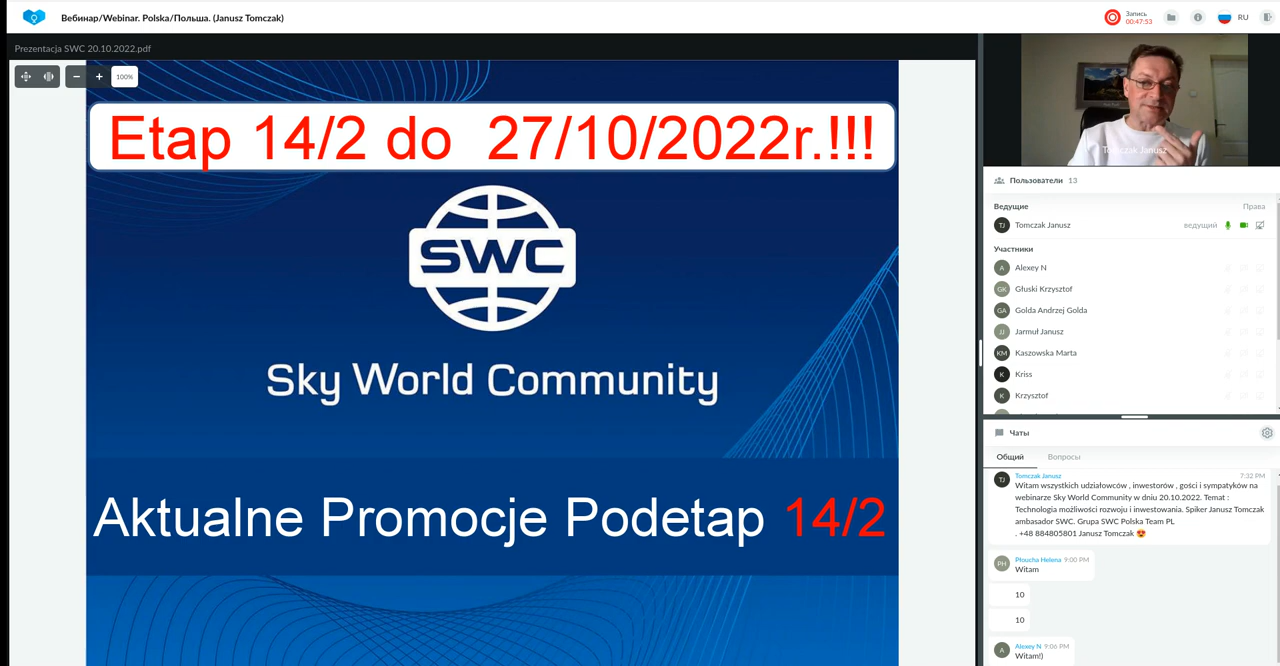 Вебинар/Webinar. Polska/Польша. (Janusz Tomczak)
Запись
00:47:53
RU
Prezentacja SWC 20.10.2022.pdf
100%
Etap 14/2 do 27/10/2022r.!!!
SWC
Sky World Community
Aktualne Promocje Podetap 14/2
Tomczak Janusz
Пользователи 13
Ведущие Права
TJ Tomczak Janusz ведущий
Участники
A Alexey N
GK Głuski Krzysztof
GA Golda Andrzej Golda
JJ Jarmuł Janusz
KM Kaszowska Marta
K Kriss
K Krzysztof
Чаты
Общий Вопросы
TJ Tomczak Janusz 7:32 PM
Witam wszystkich udziałowców , inwestorów , gości i sympatyków na
webinarze Sky World Community w dniu 20.10.2022. Temat :
Technologia możliwości rozwoju i inwestowania. Spiker Janusz Tomczak
ambasador SWC. Grupa SWC Polska Team PL
. +48 884805801 Janusz Tomczak 😍
PH Płoucha Helena 9:00 PM
Witam
10
10
A Alexey N 9:06 PM
Witam!)